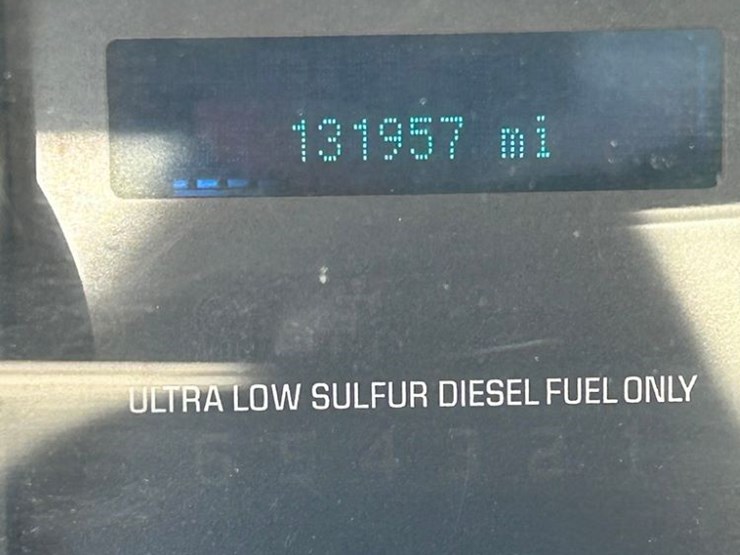 131957 mi
ULTRA LOW SULFUR DIESEL FUEL ONLY